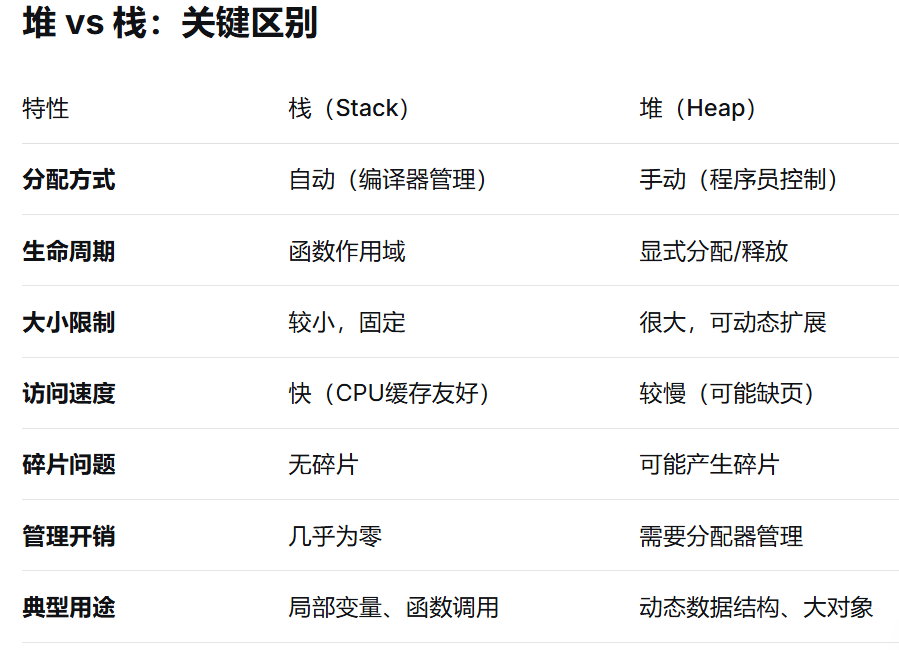 堆 vs 栈：关键区别
特性 栈（Stack） 堆（Heap）
分配方式 自动（编译器管理） 手动（程序员控制）
生命周期 函数作用域 显式分配/释放
大小限制 较小，固定 很大，可动态扩展
访问速度 快（CPU缓存友好） 较慢（可能缺页）
碎片问题 无碎片 可能产生碎片
管理开销 几乎为零 需要分配器管理
典型用途 局部变量、函数调用 动态数据结构、大对象